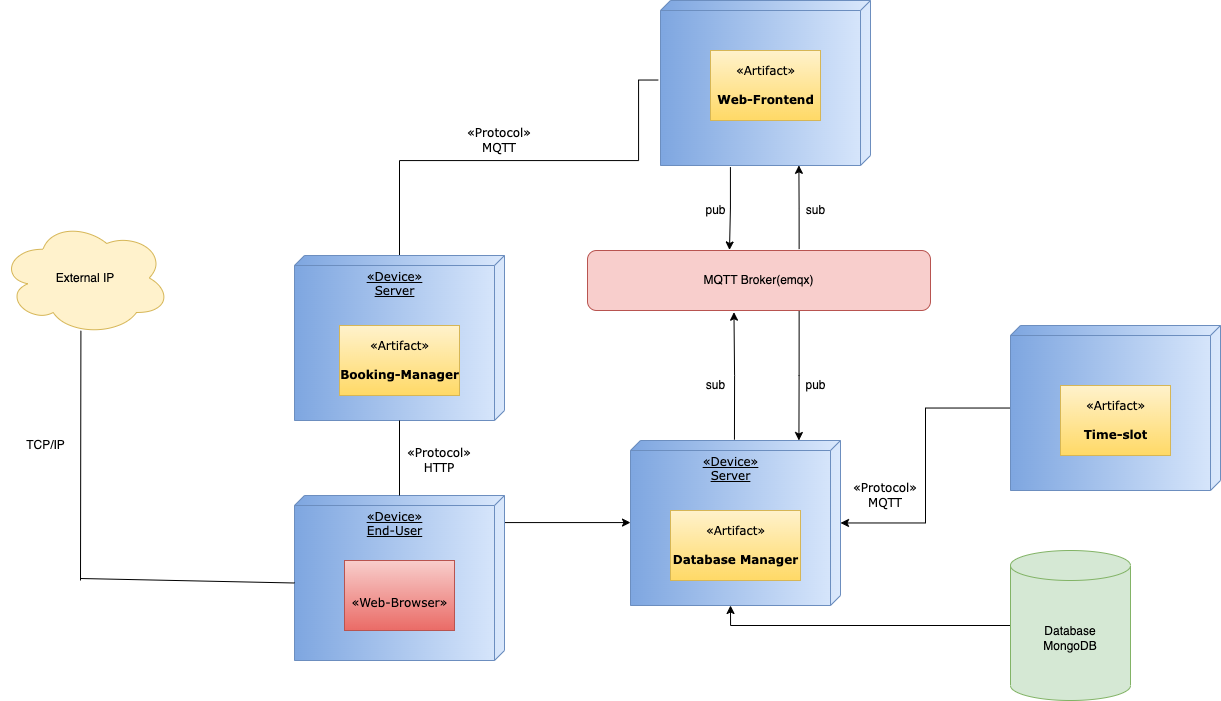 «Artifact»
Web-Frontend
«Protocol»
MQTT
pub
sub
External IP
«Device»
Server
«Artifact»
Booking-Manager
MQTT Broker(emqx)
sub
pub
«Artifact»
Time-slot
TCP/IP
«Protocol»
HTTP
«Device»
Server
«Artifact»
Database Manager
«Protocol»
MQTT
«Device»
End-User
«Web-Browser»
Database
MongoDB